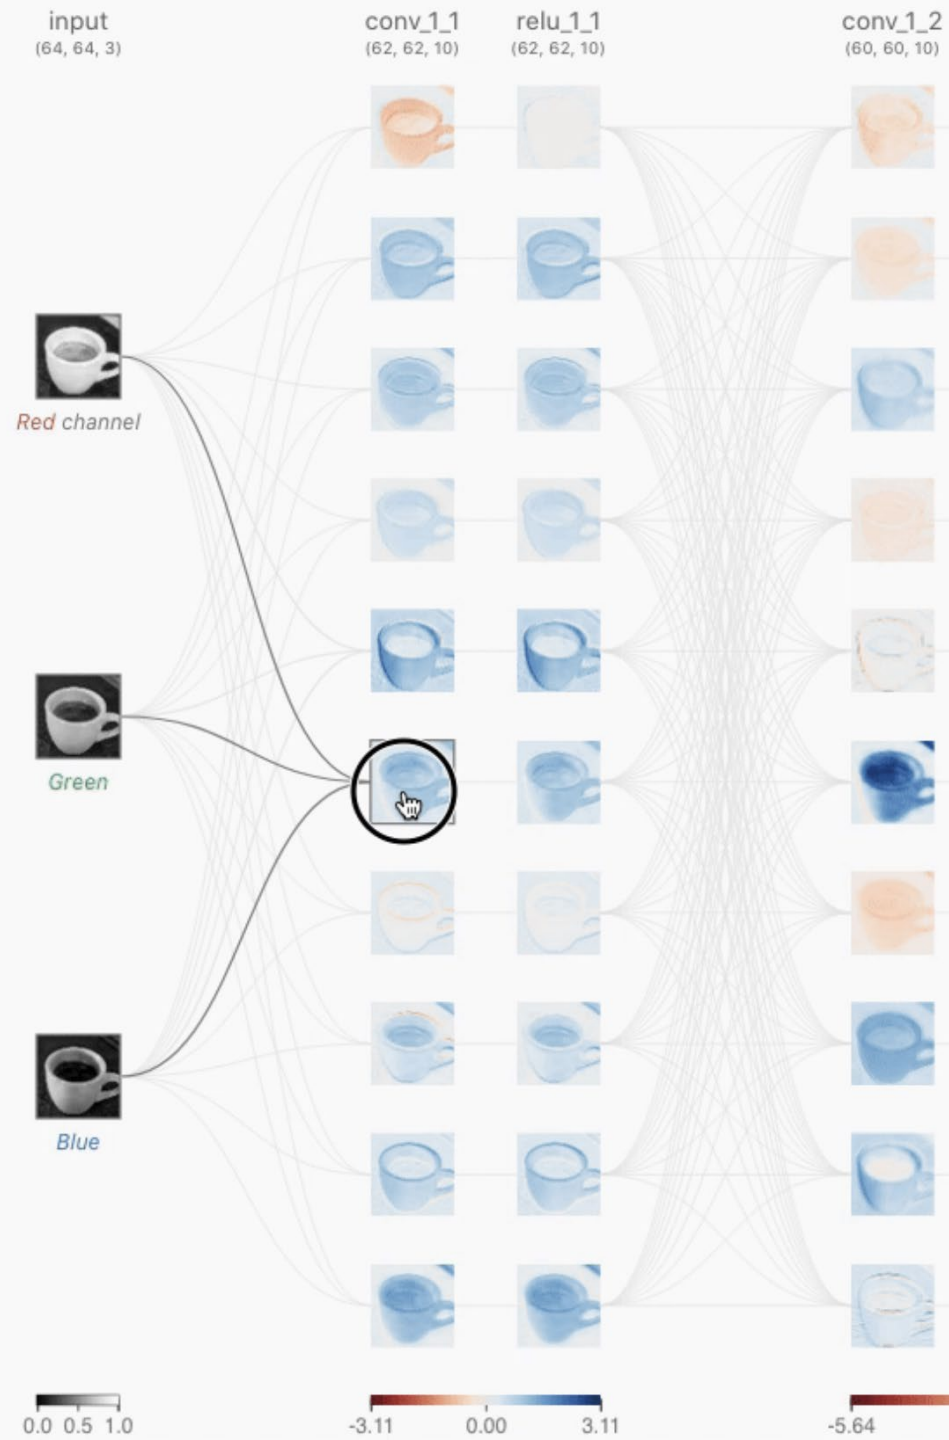 input
(64, 64, 3)
conv_1_1
(62, 62, 10)
relu_1_1
(62, 62, 10)
conv_1_2
(60, 60, 10)
Red channel
Green
Blue
0.0 0.5 1.0
-3.11 0.00 3.11
-5.64